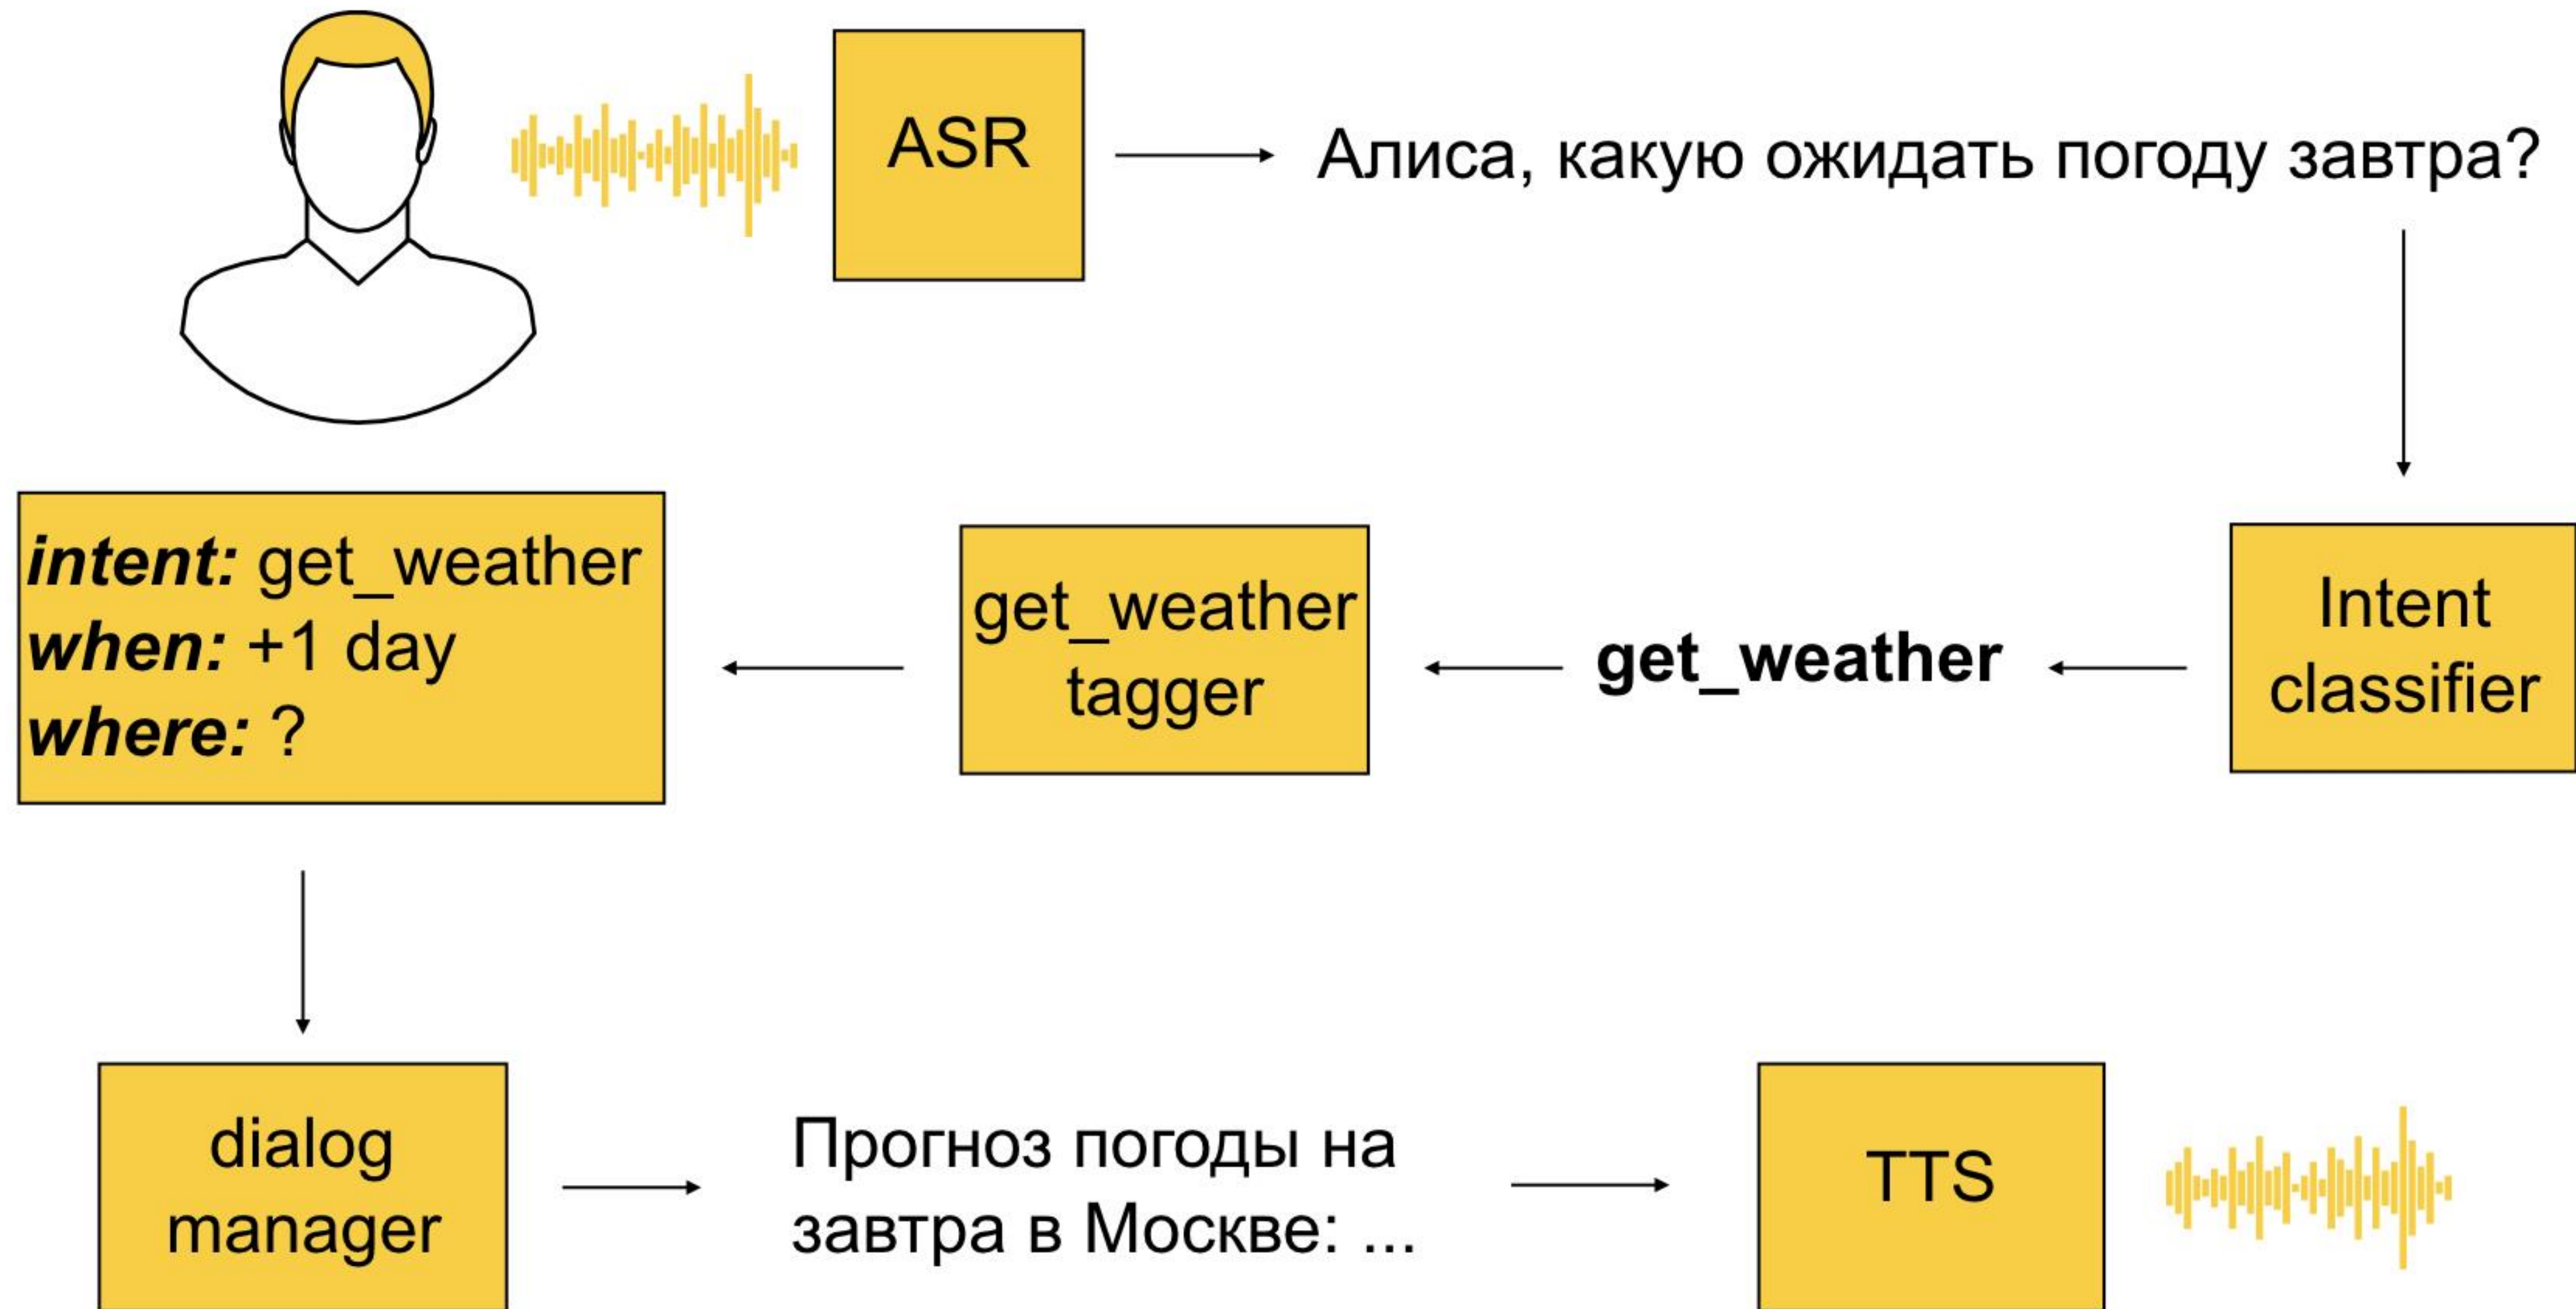 ASR
Алиса, какую ожидать погоду завтра?
Intent
classifier
get_weather
get_weather
tagger
intent: get_weather
when: +1 day
where: ?
dialog
manager
Прогноз погоды на
завтра в Москве: ...
TTS